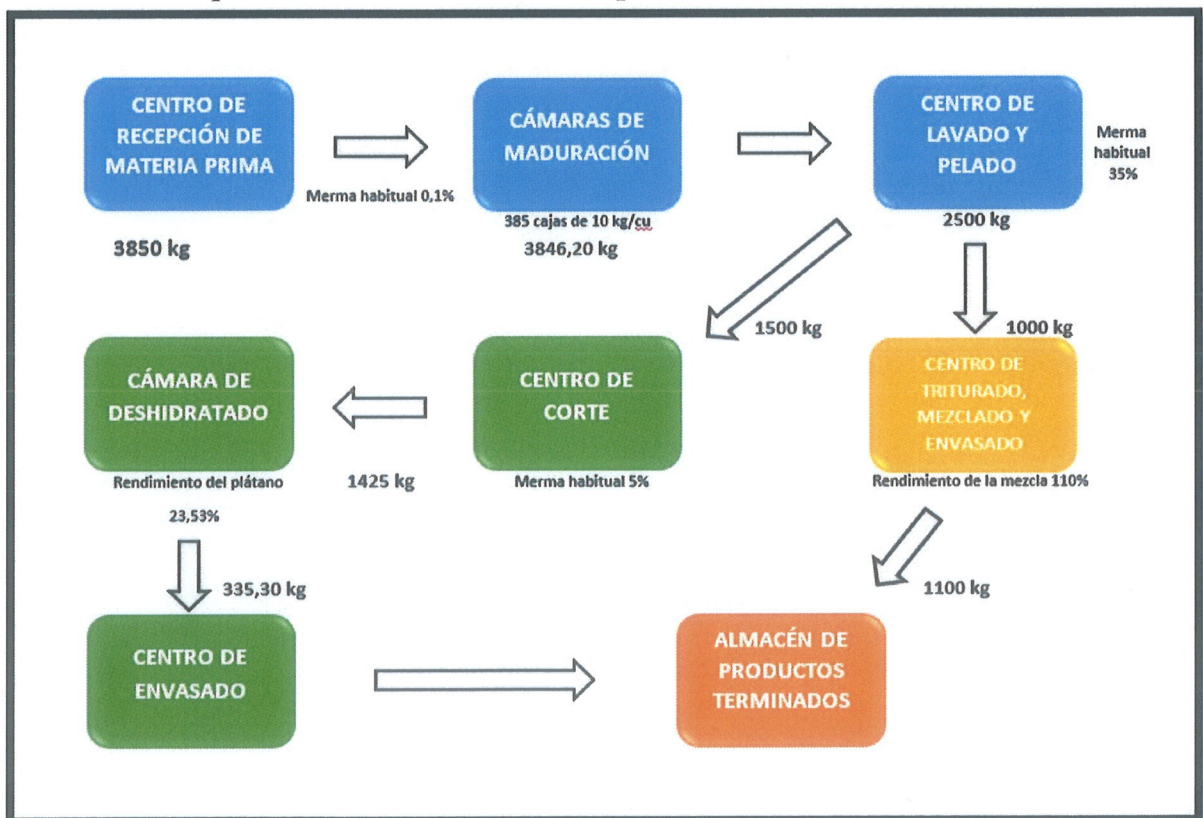 CENTRO DE
RECEPCIÓN DE
MATERIA PRIMA
Merma habitual 0,1%
3850 kg
CÁMARAS DE
MADURACIÓN
385 cajas de 10 kg/cu
3846,20 kg
CENTRO DE
LAVADO Y
PELADO
Merma
habitual
35%
2500 kg
1500 kg
1000 kg
CÁMARA DE
DESHIDRATADO
Rendimiento del plátano
23,53%
1425 kg
CENTRO DE
CORTE
Merma habitual 5%
CENTRO DE
TRITURADO,
MEZCLADO Y
ENVASADO
Rendimiento de la mezcla 110%
335,30 kg
1100 kg
CENTRO DE
ENVASADO
ALMACÉN DE
PRODUCTOS
TERMINADOS